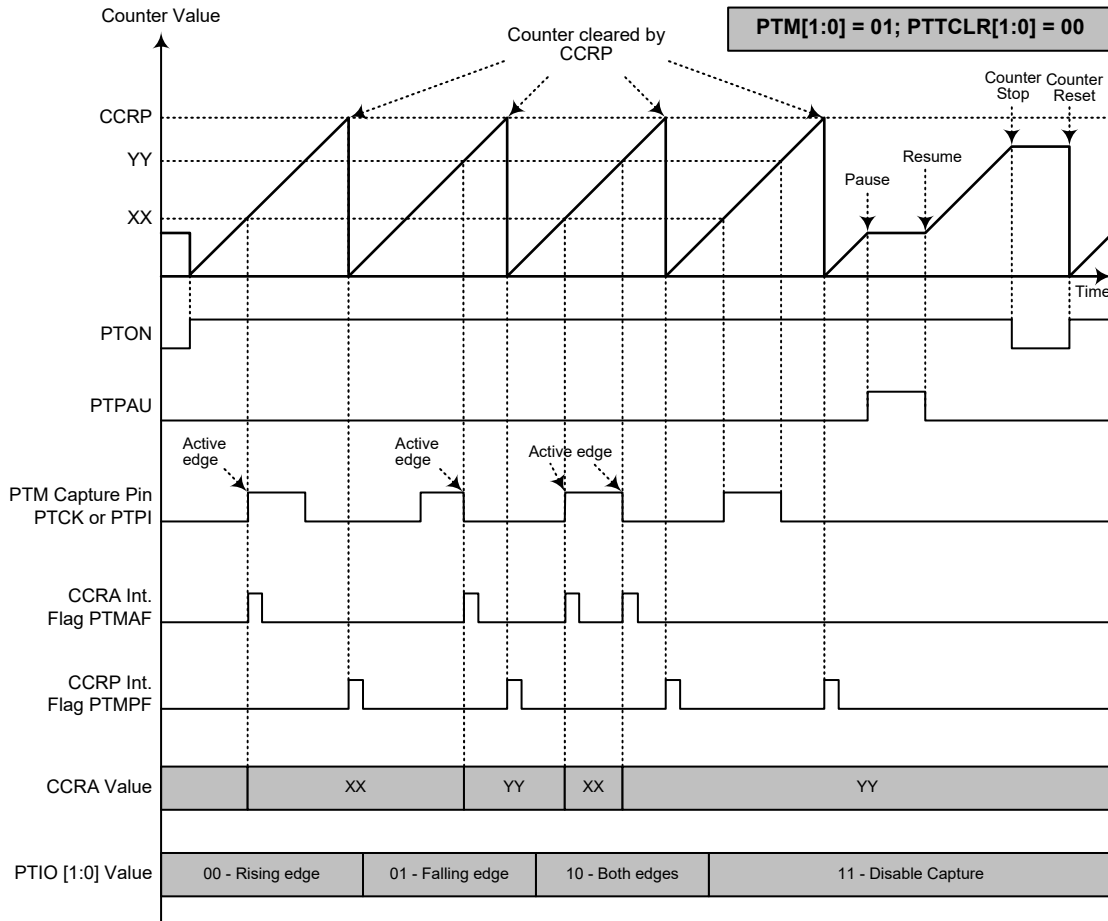 Counter Value
PTM[1:0] = 01; PTTCLR[1:0] = 00
Counter cleared by
CCRP
Counter
Stop
Counter
Reset
CCRP
YY
XX
Pause
Resume
Time
PTON
PTPAU
Active
edge
Active
edge
Active edge
PTM Capture Pin
PTCK or PTPI
CCRA Int.
Flag PTMAF
CCRP Int.
Flag PTMPF
CCRA Value
XX
YY
XX
YY
PTIO [1:0] Value
00 - Rising edge
01 - Falling edge
10 - Both edges
11 - Disable Capture